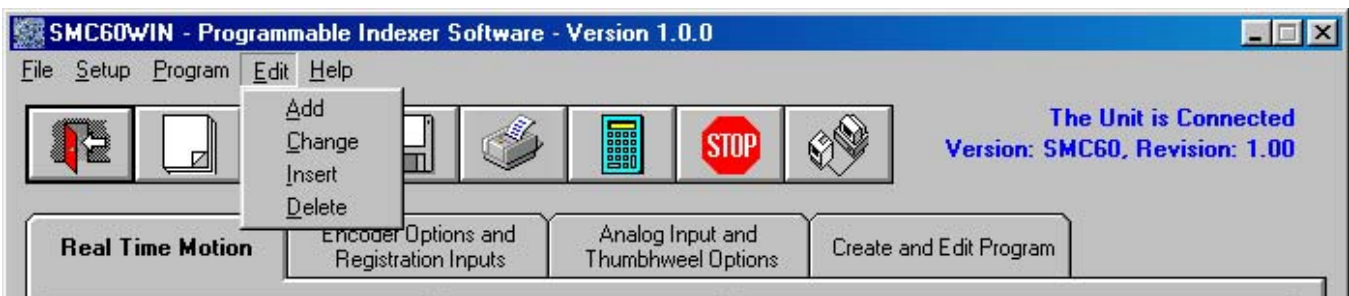 SMC60WIN - Programmable Indexer Software - Version 1.0.0
File Setup Program Edit Help
Add
Change
Insert
Delete
STOP
The Unit is Connected
Version: SMC60, Revision: 1.00
Real Time Motion
Encoder Options and
Registration Inputs
Analog Input and
Thumbhweel Options
Create and Edit Program